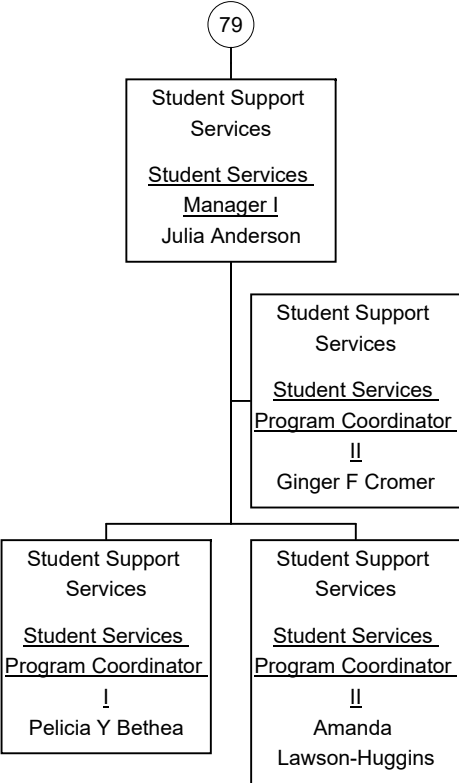 79
Student Support
Services
Student Services
Manager I
Julia Anderson
Student Support
Services
Student Services
Program Coordinator
II
Ginger F Cromer
Student Support
Services
Student Services
Program Coordinator
I
Pelicia Y Bethea
Student Support
Services
Student Services
Program Coordinator
II
Amanda
Lawson-Huggins